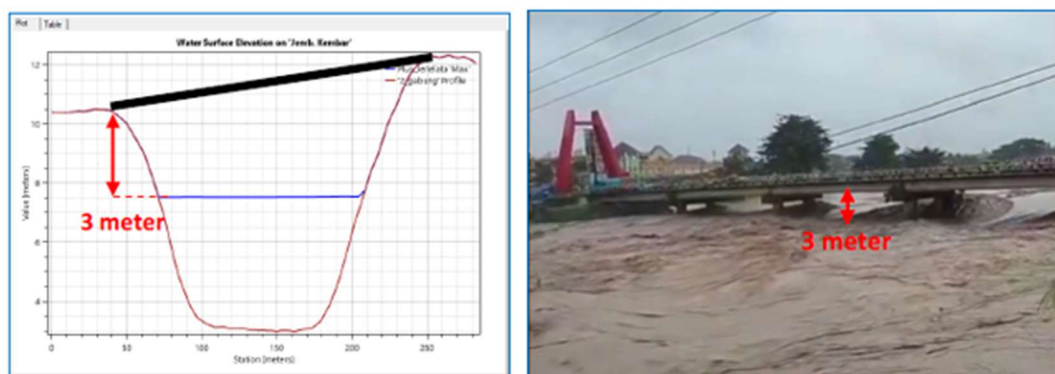 Plot Table
Water Surface Elevation on 'Jemb. Kembar'
12
10
8
6
4
Value [meters]
0 50 100 150 200 250
Station [meters]
3 meter
3 meter